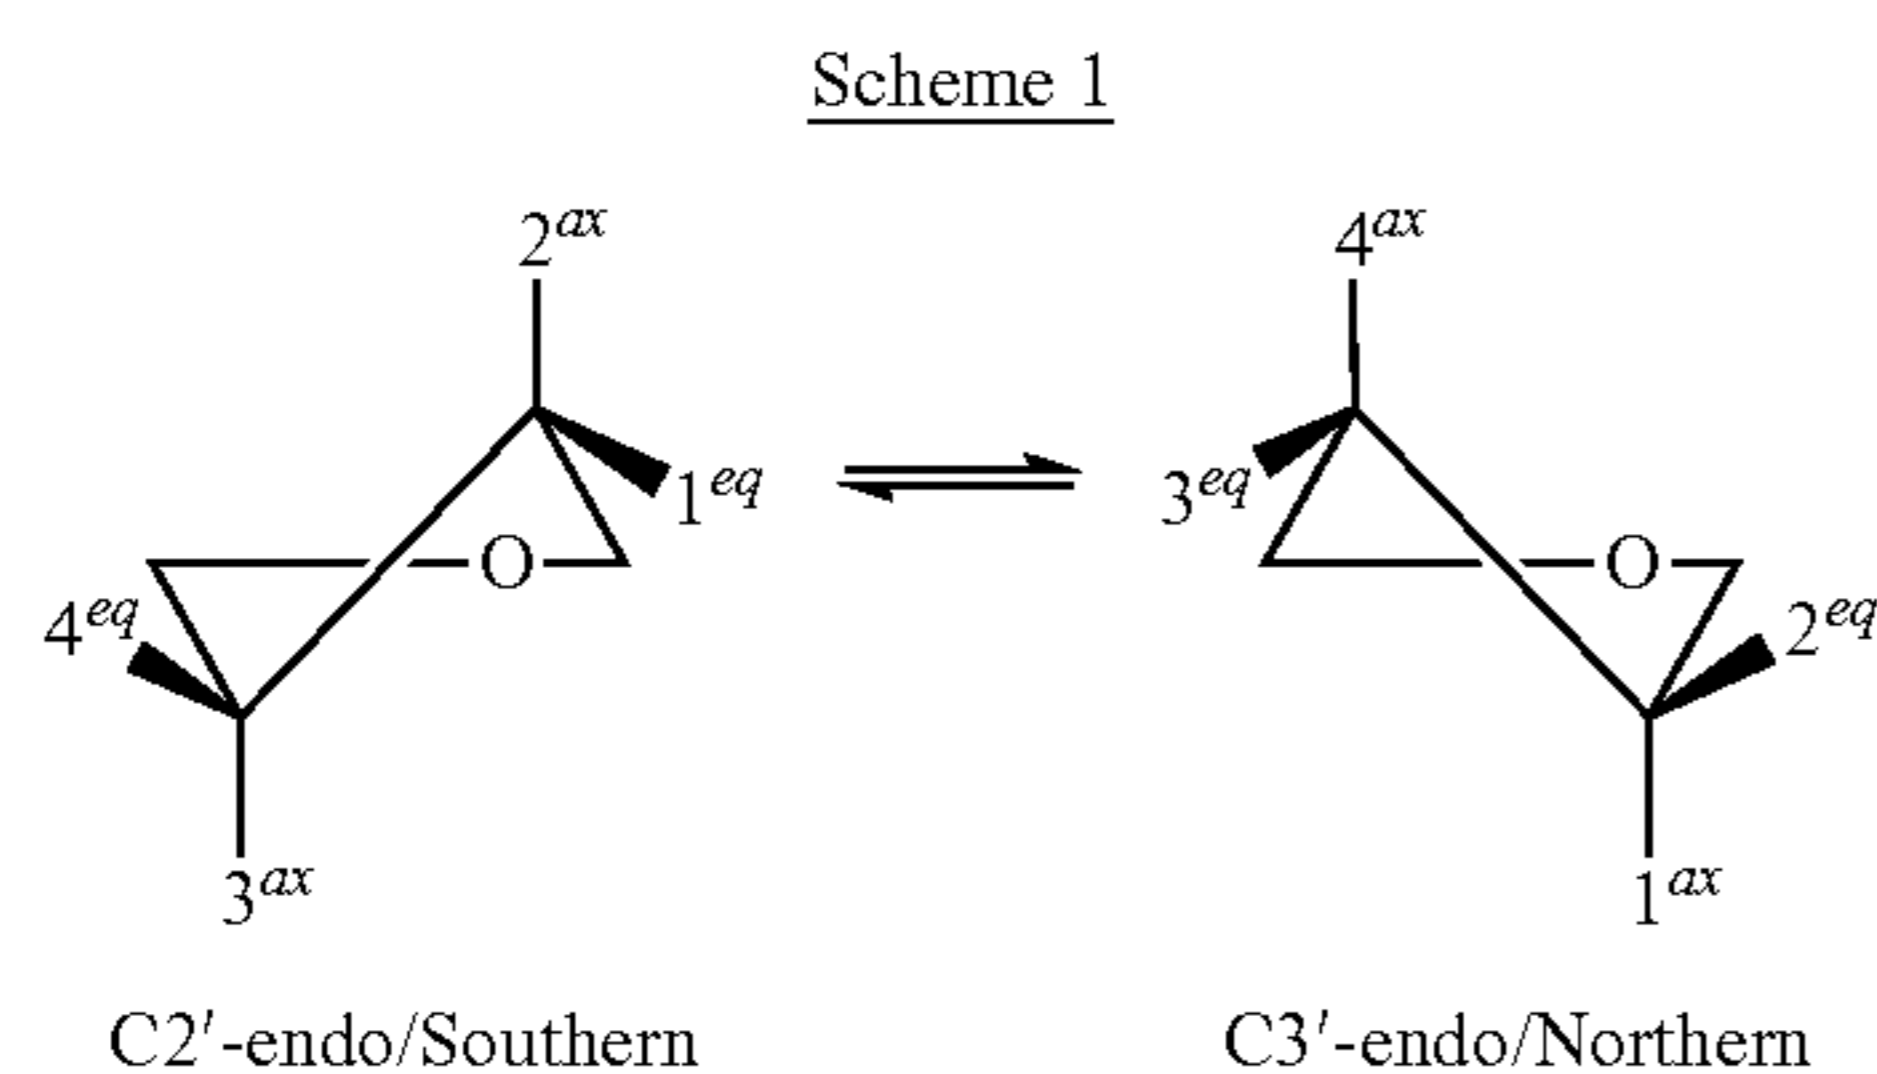 Scheme 1
2ax 4ax
1eq 3eq
O O
4eq 2eq
3ax 1ax
C2′-endo/Southern C3′-endo/Northern